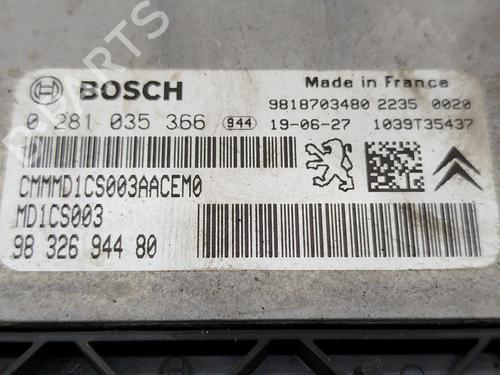 BOSCH
Made in France
9818703480 2235 0020
0 281 035 366 944 19-06-27 1039T35437
CMMMD1CS003AACEM0
MD1CS003
98 326 944 80
B-PARTS